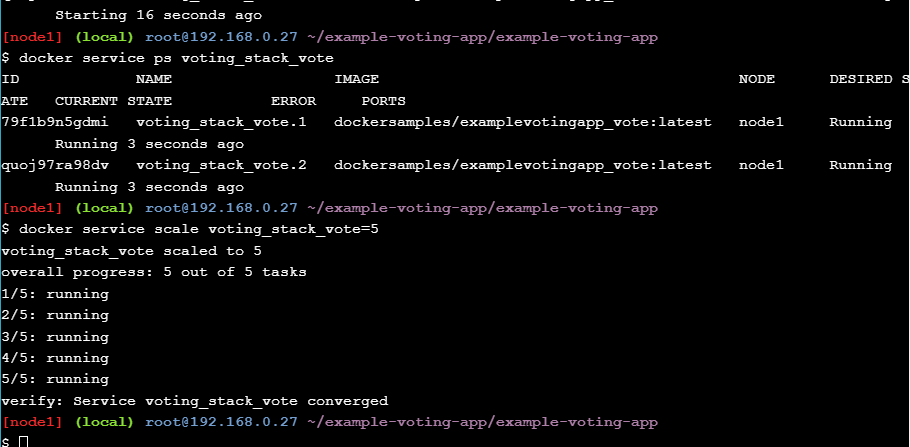 Starting 16 seconds ago
[node1] (local) root@192.168.0.27 ~/example-voting-app/example-voting-app
$ docker service ps voting_stack_vote
ID NAME IMAGE NODE DESIRED S
ATE CURRENT STATE ERROR PORTS
79f1b9n5gdmi voting_stack_vote.1 dockersamples/examplevotingapp_vote:latest node1 Running
Running 3 seconds ago
quoj97ra98dv voting_stack_vote.2 dockersamples/examplevotingapp_vote:latest node1 Running
Running 3 seconds ago
[node1] (local) root@192.168.0.27 ~/example-voting-app/example-voting-app
$ docker service scale voting_stack_vote=5
voting_stack_vote scaled to 5
overall progress: 5 out of 5 tasks
1/5: running
2/5: running
3/5: running
4/5: running
5/5: running
verify: Service voting_stack_vote converged
[node1] (local) root@192.168.0.27 ~/example-voting-app/example-voting-app
$